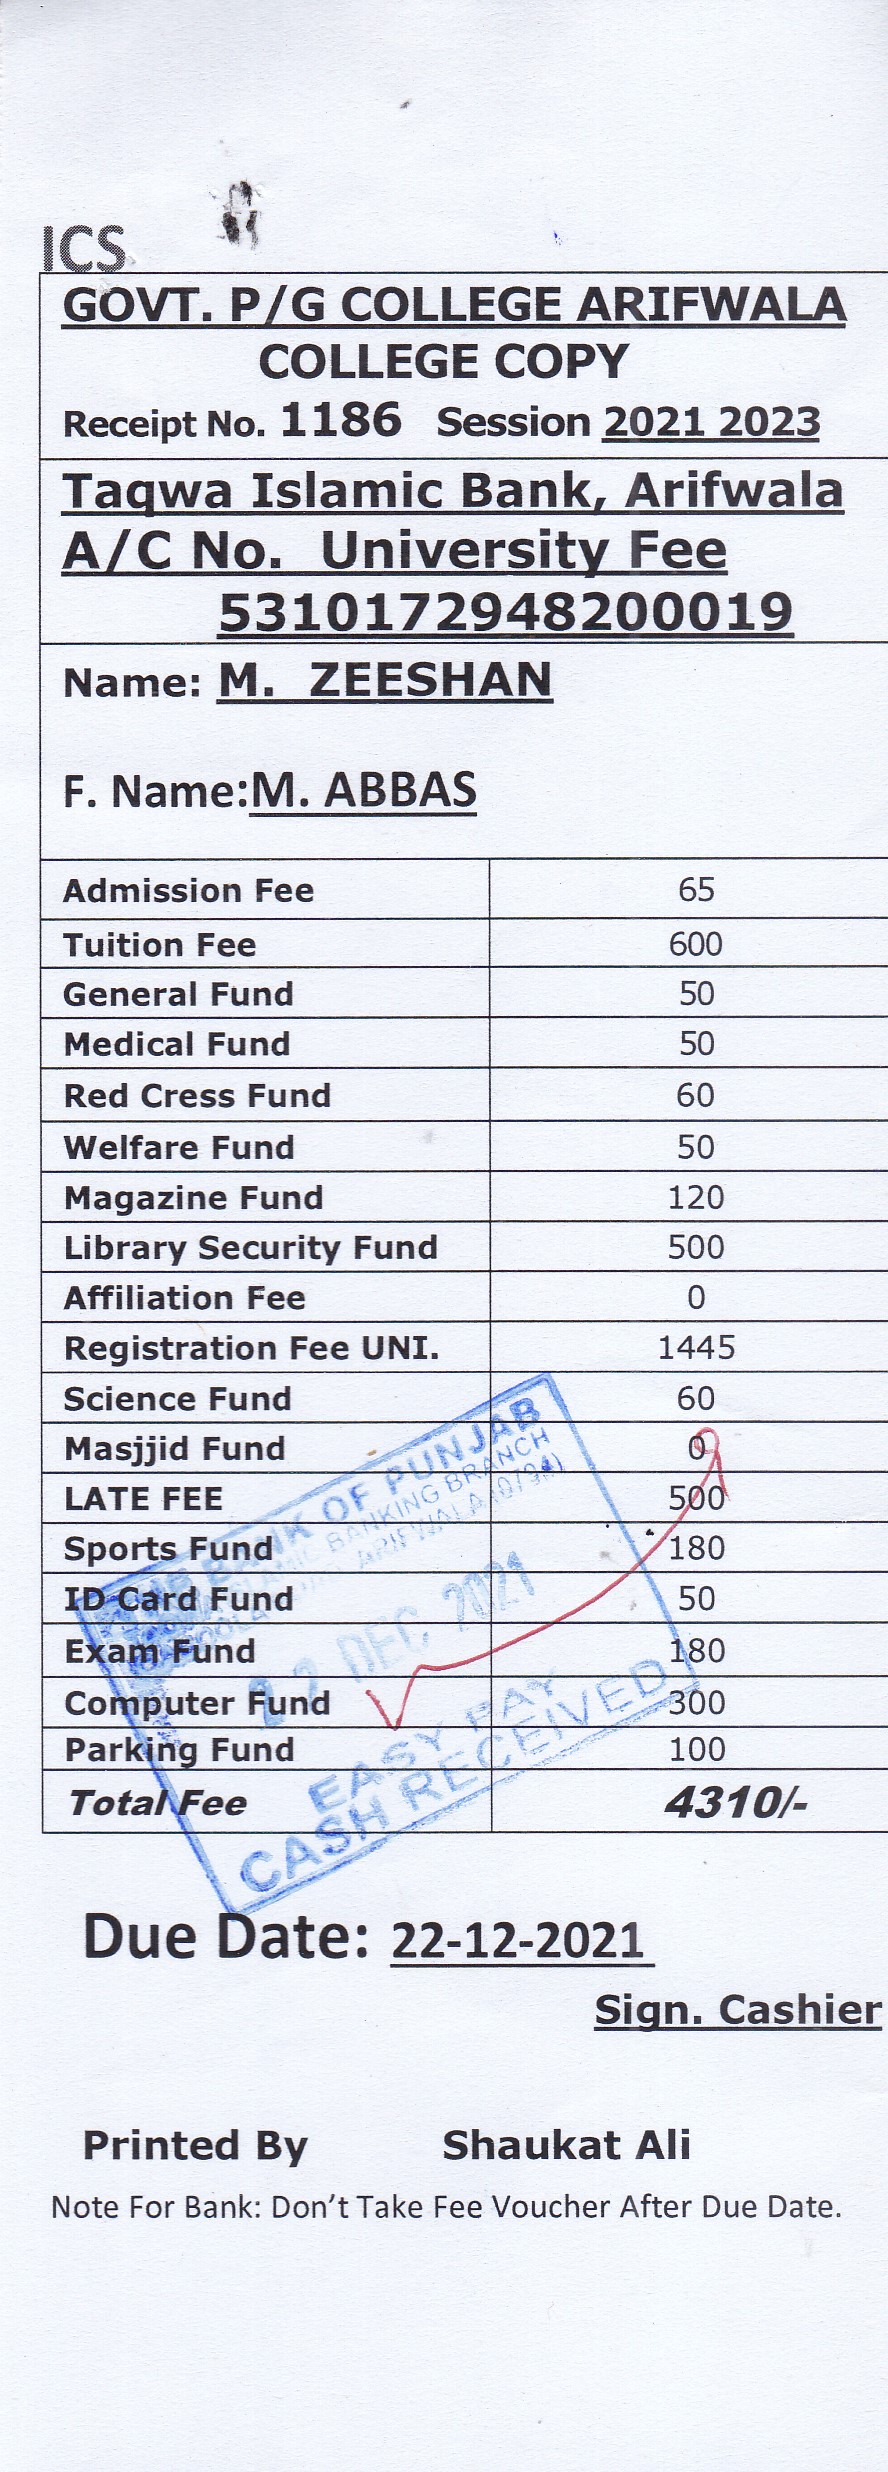 ICS
GOVT. P/G COLLEGE ARIFWALA
COLLEGE COPY
Receipt No. 1186 Session 2021 2023
Taqwa Islamic Bank, Arifwala
A/C No. University Fee
5310172948200019
Name: M. ZEESHAN
F. Name:M. ABBAS
Admission Fee 65
Tuition Fee 600
General Fund 50
Medical Fund 50
Red Cress Fund 60
Welfare Fund 50
Magazine Fund 120
Library Security Fund 500
Affiliation Fee 0
Registration Fee UNI. 1445
Science Fund 60
Masjjid Fund 0
LATE FEE 500
Sports Fund 180
ID Card Fund 50
Exam Fund 180
Computer Fund 300
Parking Fund 100
Total Fee 4310/-
THE BANK OF PUNJAB
BANKING BRANCH
ARIFWALA
22 DEC 2021
EASY PAY
CASH RECEIVED
Due Date: 22-12-2021
Sign. Cashier
Printed By Shaukat Ali
Note For Bank: Don't Take Fee Voucher After Due Date.